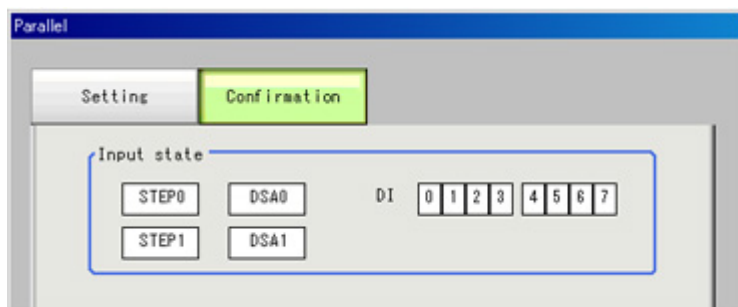 Parallel
Setting Confirmation
Input state
STEP0 DSA0 DI 0 1 2 3 4 5 6 7
STEP1 DSA1